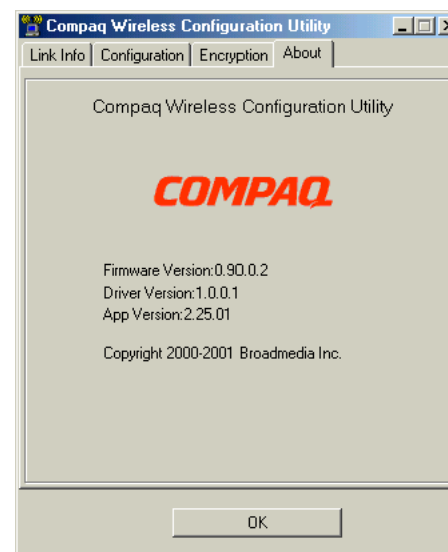 Compaq Wireless Configuration Utility
Link Info Configuration Encryption About
Compaq Wireless Configuration Utility
COMPAQ
Firmware Version:0.90.0.2
Driver Version:1.0.0.1
App Version:2.25.01
Copyright 2000-2001 Broadmedia Inc.
OK